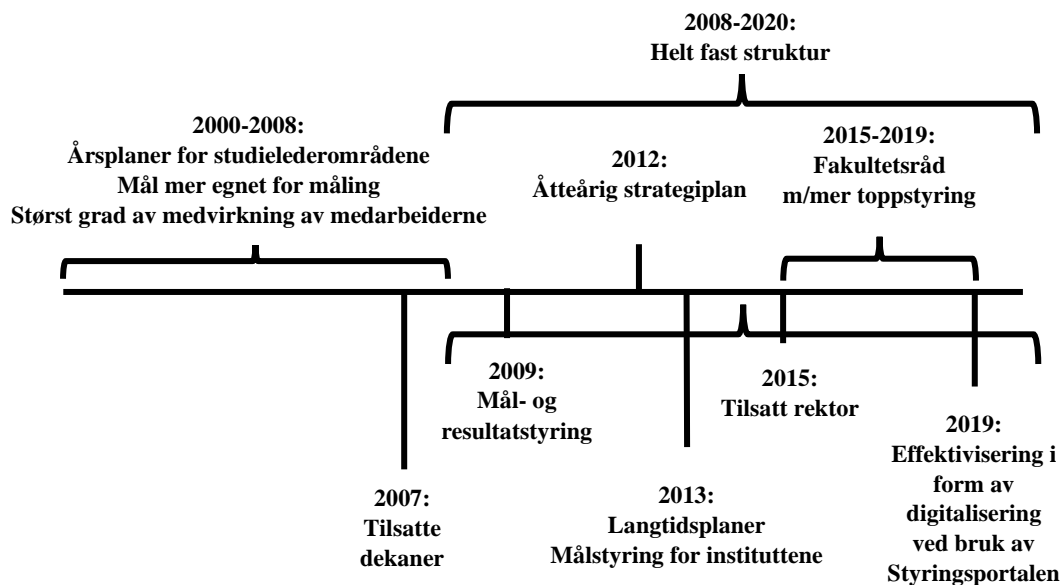 2008-2020:
Helt fast struktur
2000-2008:
Årsplaner for studielederområdene
Mål mer egnet for måling
Størst grad av medvirkning av medarbeiderne
2012:
Åtteårig strategiplan
2015-2019:
Fakultetsråd
m/mer toppstyring
2007:
Tilsatte
dekaner
2009:
Mål- og
resultatstyring
2013:
Langtidsplaner
Målstyring for instituttene
2015:
Tilsatt rektor
2019:
Effektivisering i
form av
digitalisering
ved bruk av
Styringsportalen